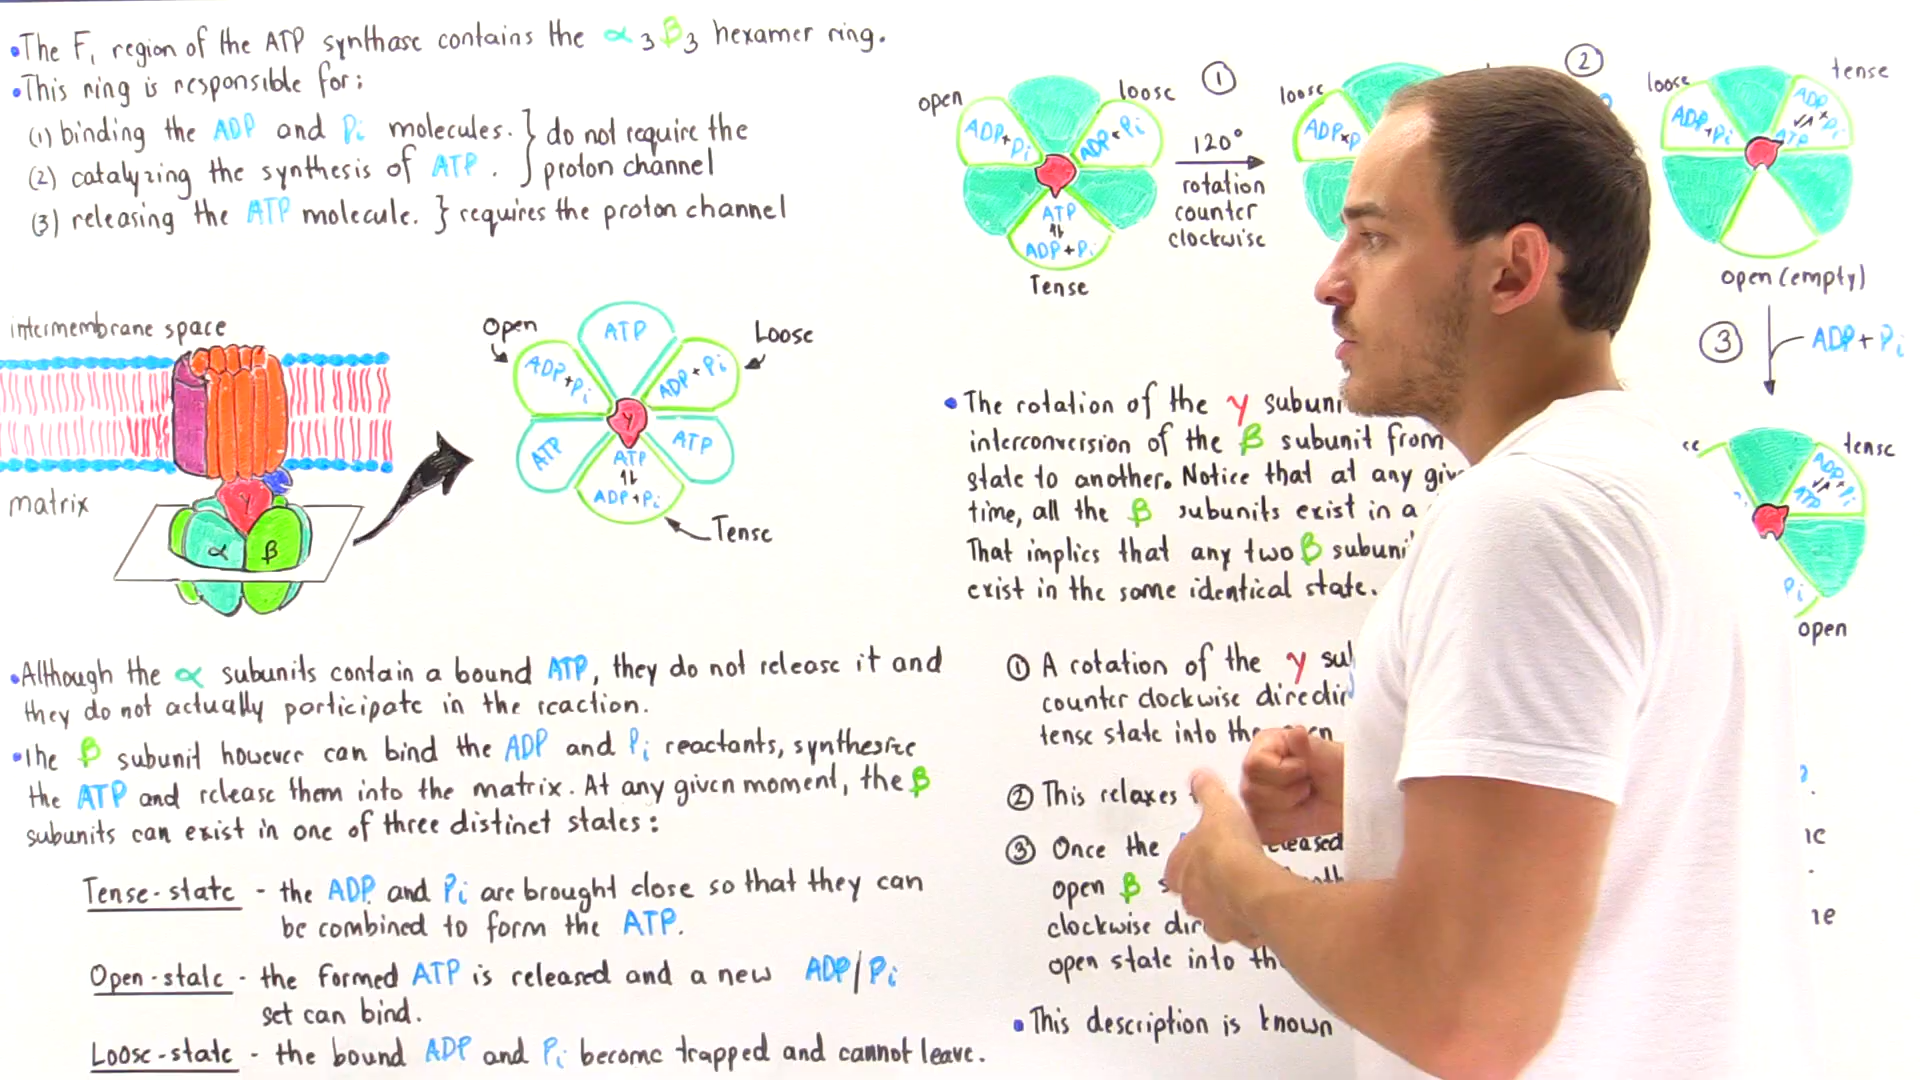 •The F₁ region of the ATP synthase contains the α₃β₃ hexamer ring.
•This ring is responsible for:
(1) binding the ADP and Pi molecules. } do not require the
(2) catalyzing the synthesis of ATP. } proton channel
(3) releasing the ATP molecule. } requires the proton channel
intermembrane space
matrix
γ
α β
Open
ATP
Loose
ADP+Pi
ADP+Pi
γ
ATP
ATP
ATP
⇅
ADP+Pi
Tense
•Although the α subunits contain a bound ATP, they do not release it and
they do not actually participate in the reaction.
•The β subunit however can bind the ADP and Pi reactants, synthesize
the ATP and release them into the matrix. At any given moment, the β
subunits can exist in one of three distinct states:
Tense-state - the ADP and Pi are brought close so that they can
be combined to form the ATP.
Open-state - the formed ATP is released and a new ADP/Pi
set can bind.
Loose-state - the bound ADP and Pi become trapped and cannot leave.
open
loose
ADP+Pi
ADP+Pi
ATP
⇅
ADP+Pi
Tense
①
120°
rotation
counter
clockwise
loose
②
loose
tense
ADP+Pi
ADP+Pi
ATP
open (empty)
③
ADP+Pi
tense
ADP+Pi
ATP
Pi
open
•The rotation of the γ
interconversion of the β subunit from
state to another. Notice that at any
time, all the β subunits exist in a
That implies that any two β
exist in the same identical state.
① A rotation of the γ
counter clockwise
tense state into the
② This relaxes
③ Once the
open β
clockwise
open state into
•This description is known